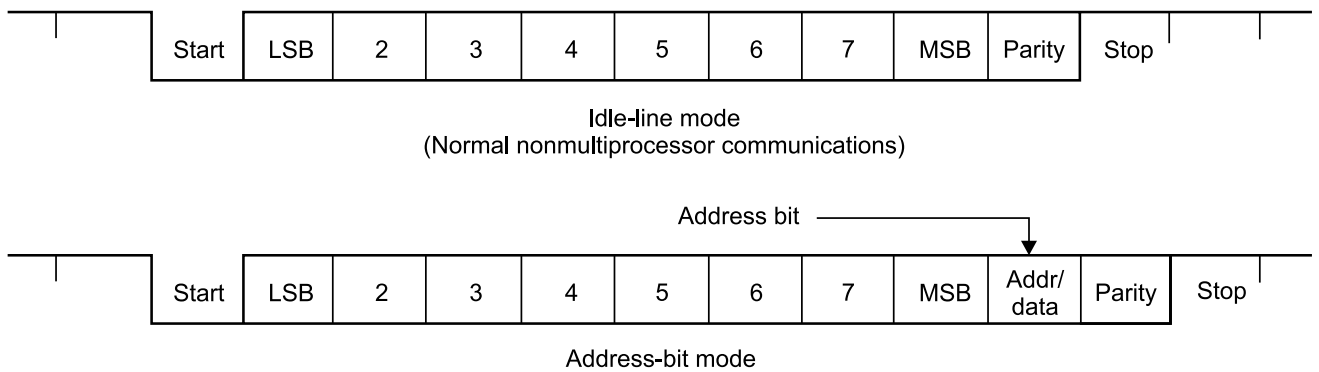 Start LSB 2 3 4 5 6 7 MSB Parity Stop
Idle-line mode
(Normal nonmultiprocessor communications)
Address bit
Start LSB 2 3 4 5 6 7 MSB Addr/
data Parity Stop
Address-bit mode